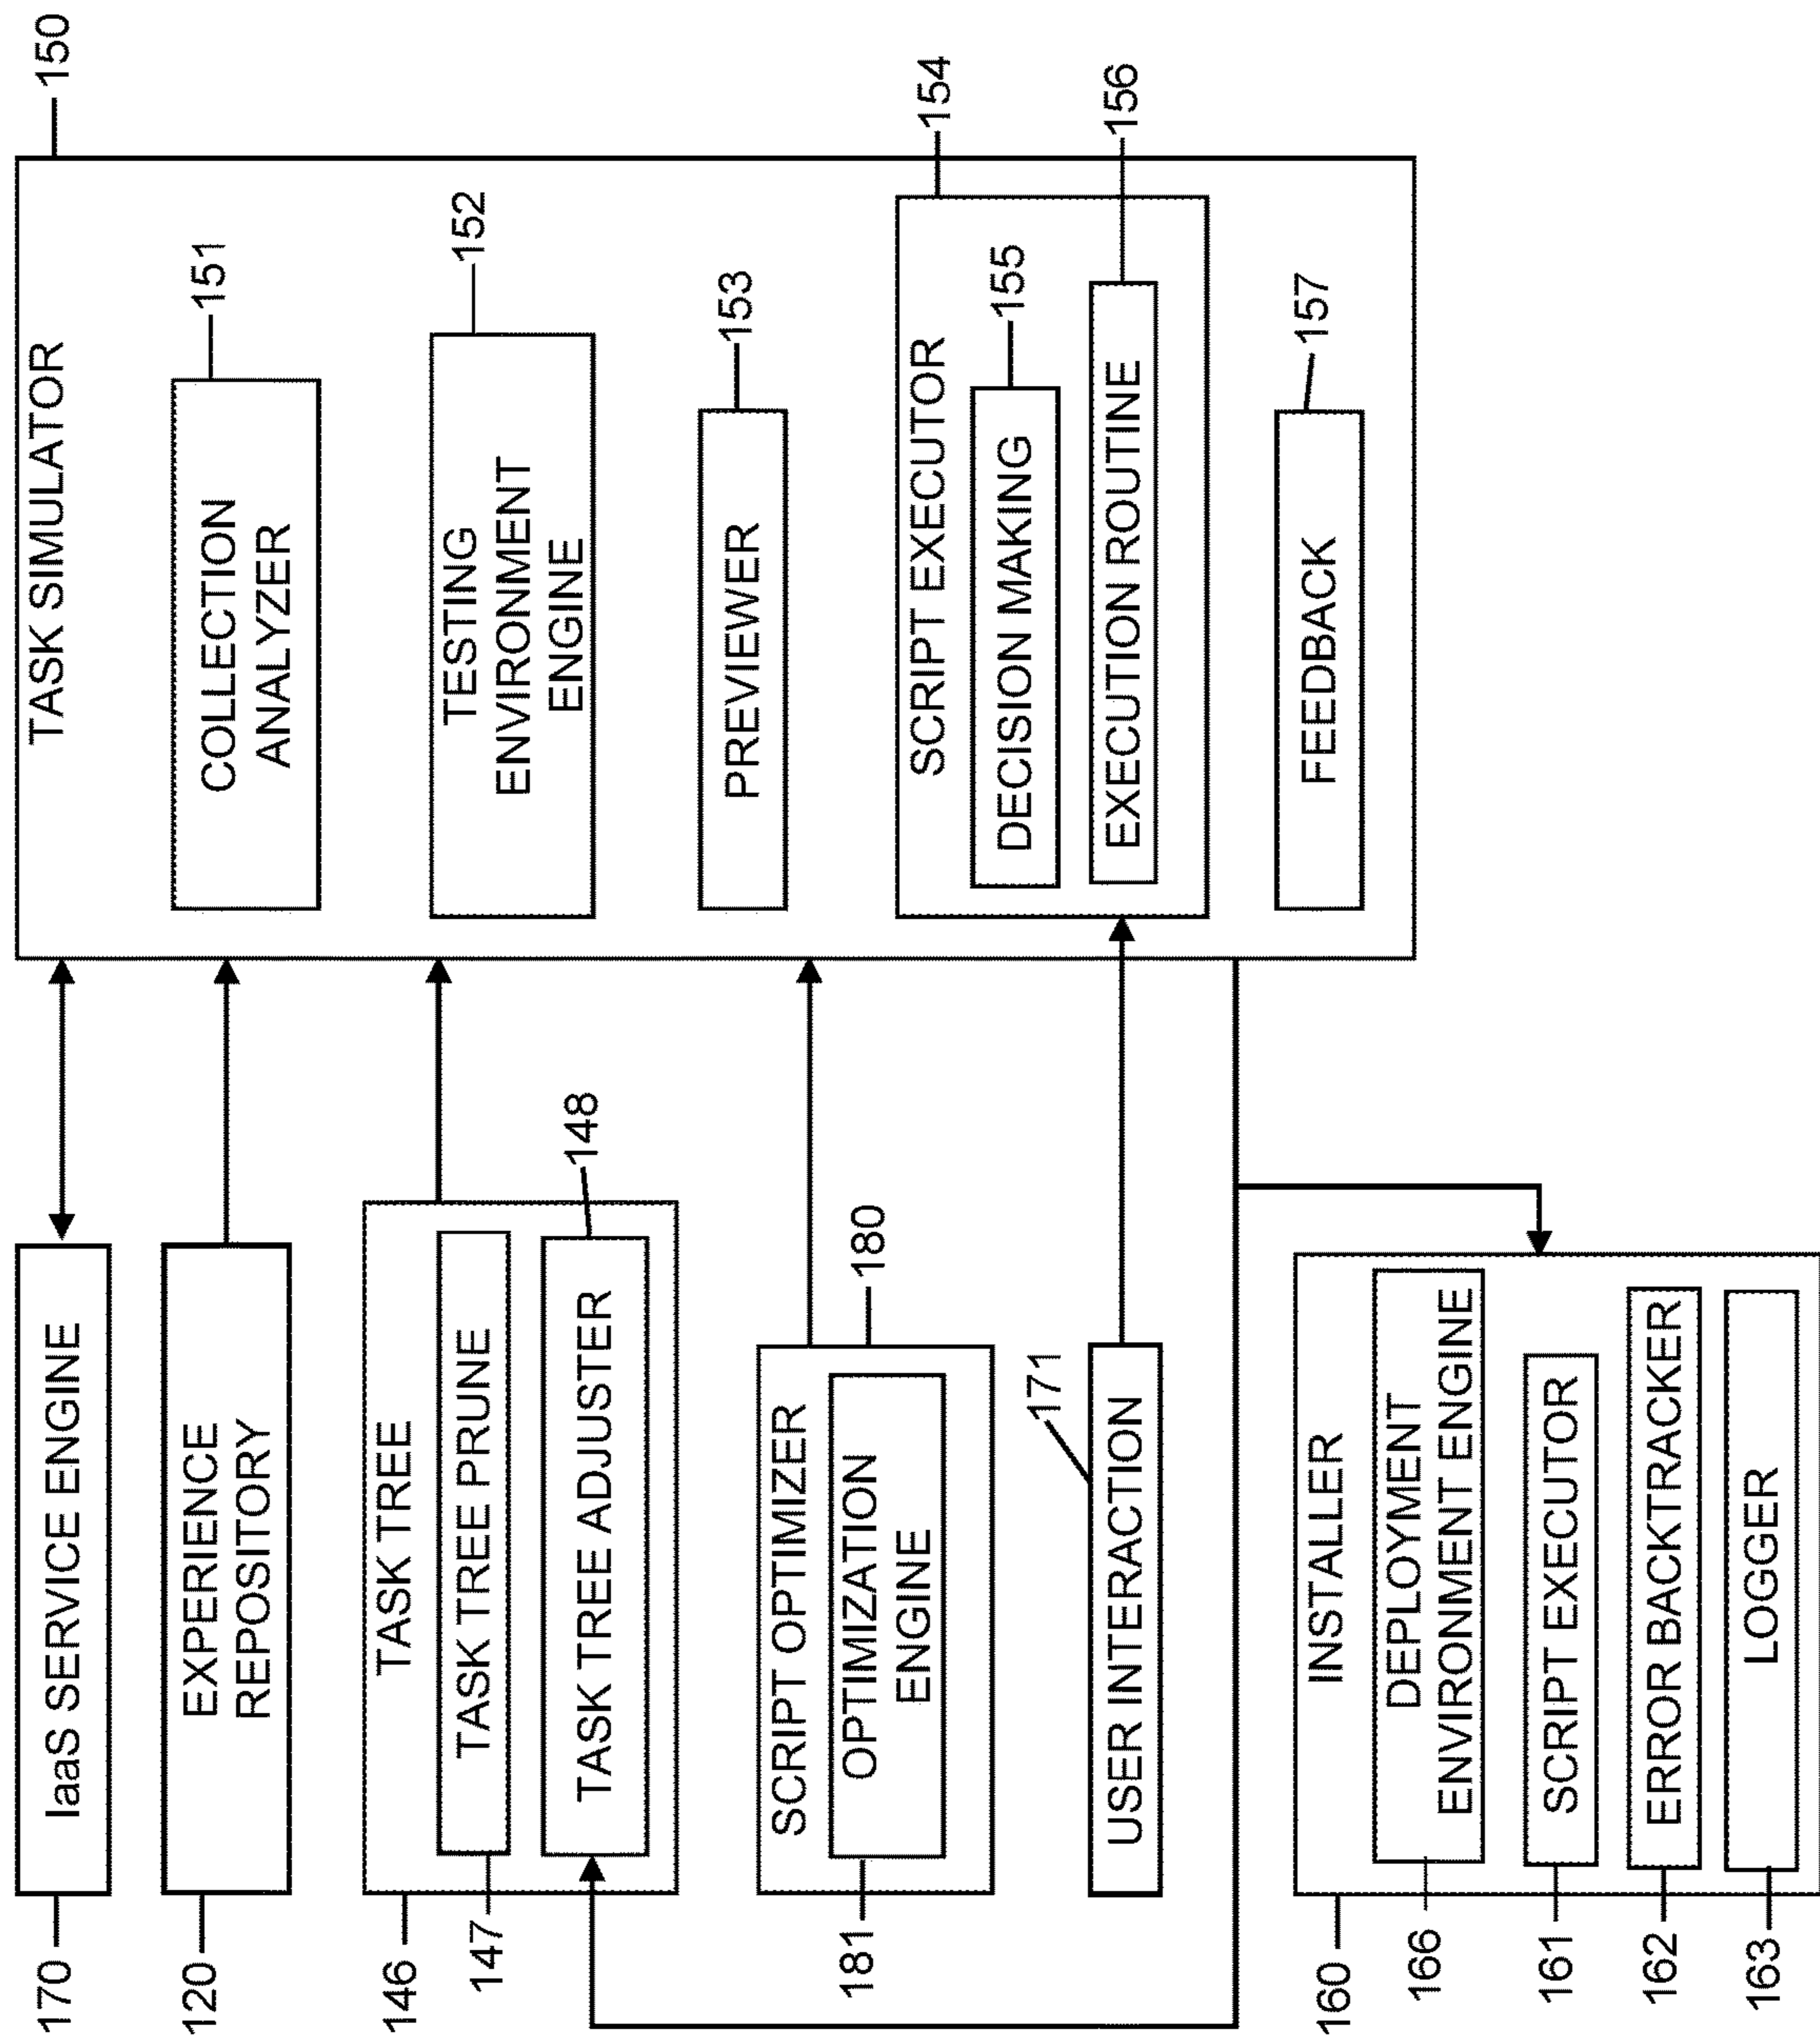 170
IaaS SERVICE ENGINE
120
EXPERIENCE
REPOSITORY
146
TASK TREE
147
TASK TREE PRUNE
148
TASK TREE ADJUSTER
180
SCRIPT OPTIMIZER
181
OPTIMIZATION
ENGINE
171
USER INTERACTION
160
INSTALLER
166
DEPLOYMENT
ENVIRONMENT ENGINE
161
SCRIPT EXECUTOR
162
ERROR BACKTRACKER
163
LOGGER
150
TASK SIMULATOR
151
COLLECTION
ANALYZER
152
TESTING
ENVIRONMENT
ENGINE
153
PREVIEWER
154
SCRIPT EXECUTOR
155
DECISION MAKING
156
EXECUTION ROUTINE
157
FEEDBACK